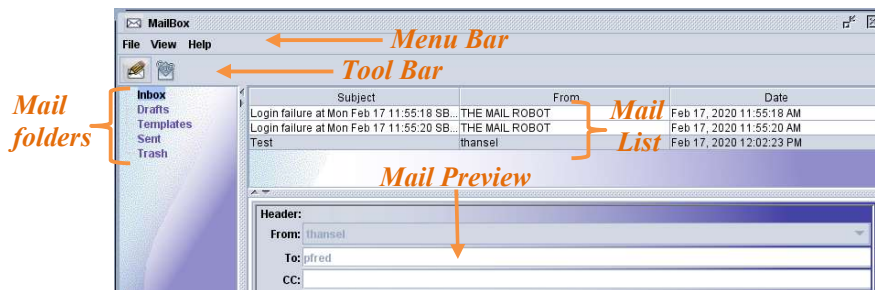 MailBox
File View Help
Menu Bar
Tool Bar
Mail folders
Inbox
Drafts
Templates
Sent
Trash
Subject From Date
Login failure at Mon Feb 17 11:55:18 SB... THE MAIL ROBOT Feb 17, 2020 11:55:18 AM
Login failure at Mon Feb 17 11:55:20 SB... THE MAIL ROBOT Feb 17, 2020 11:55:20 AM
Test thansel Feb 17, 2020 12:02:23 PM
Mail List
Mail Preview
Header:
From: thansel
To: pfred
CC: